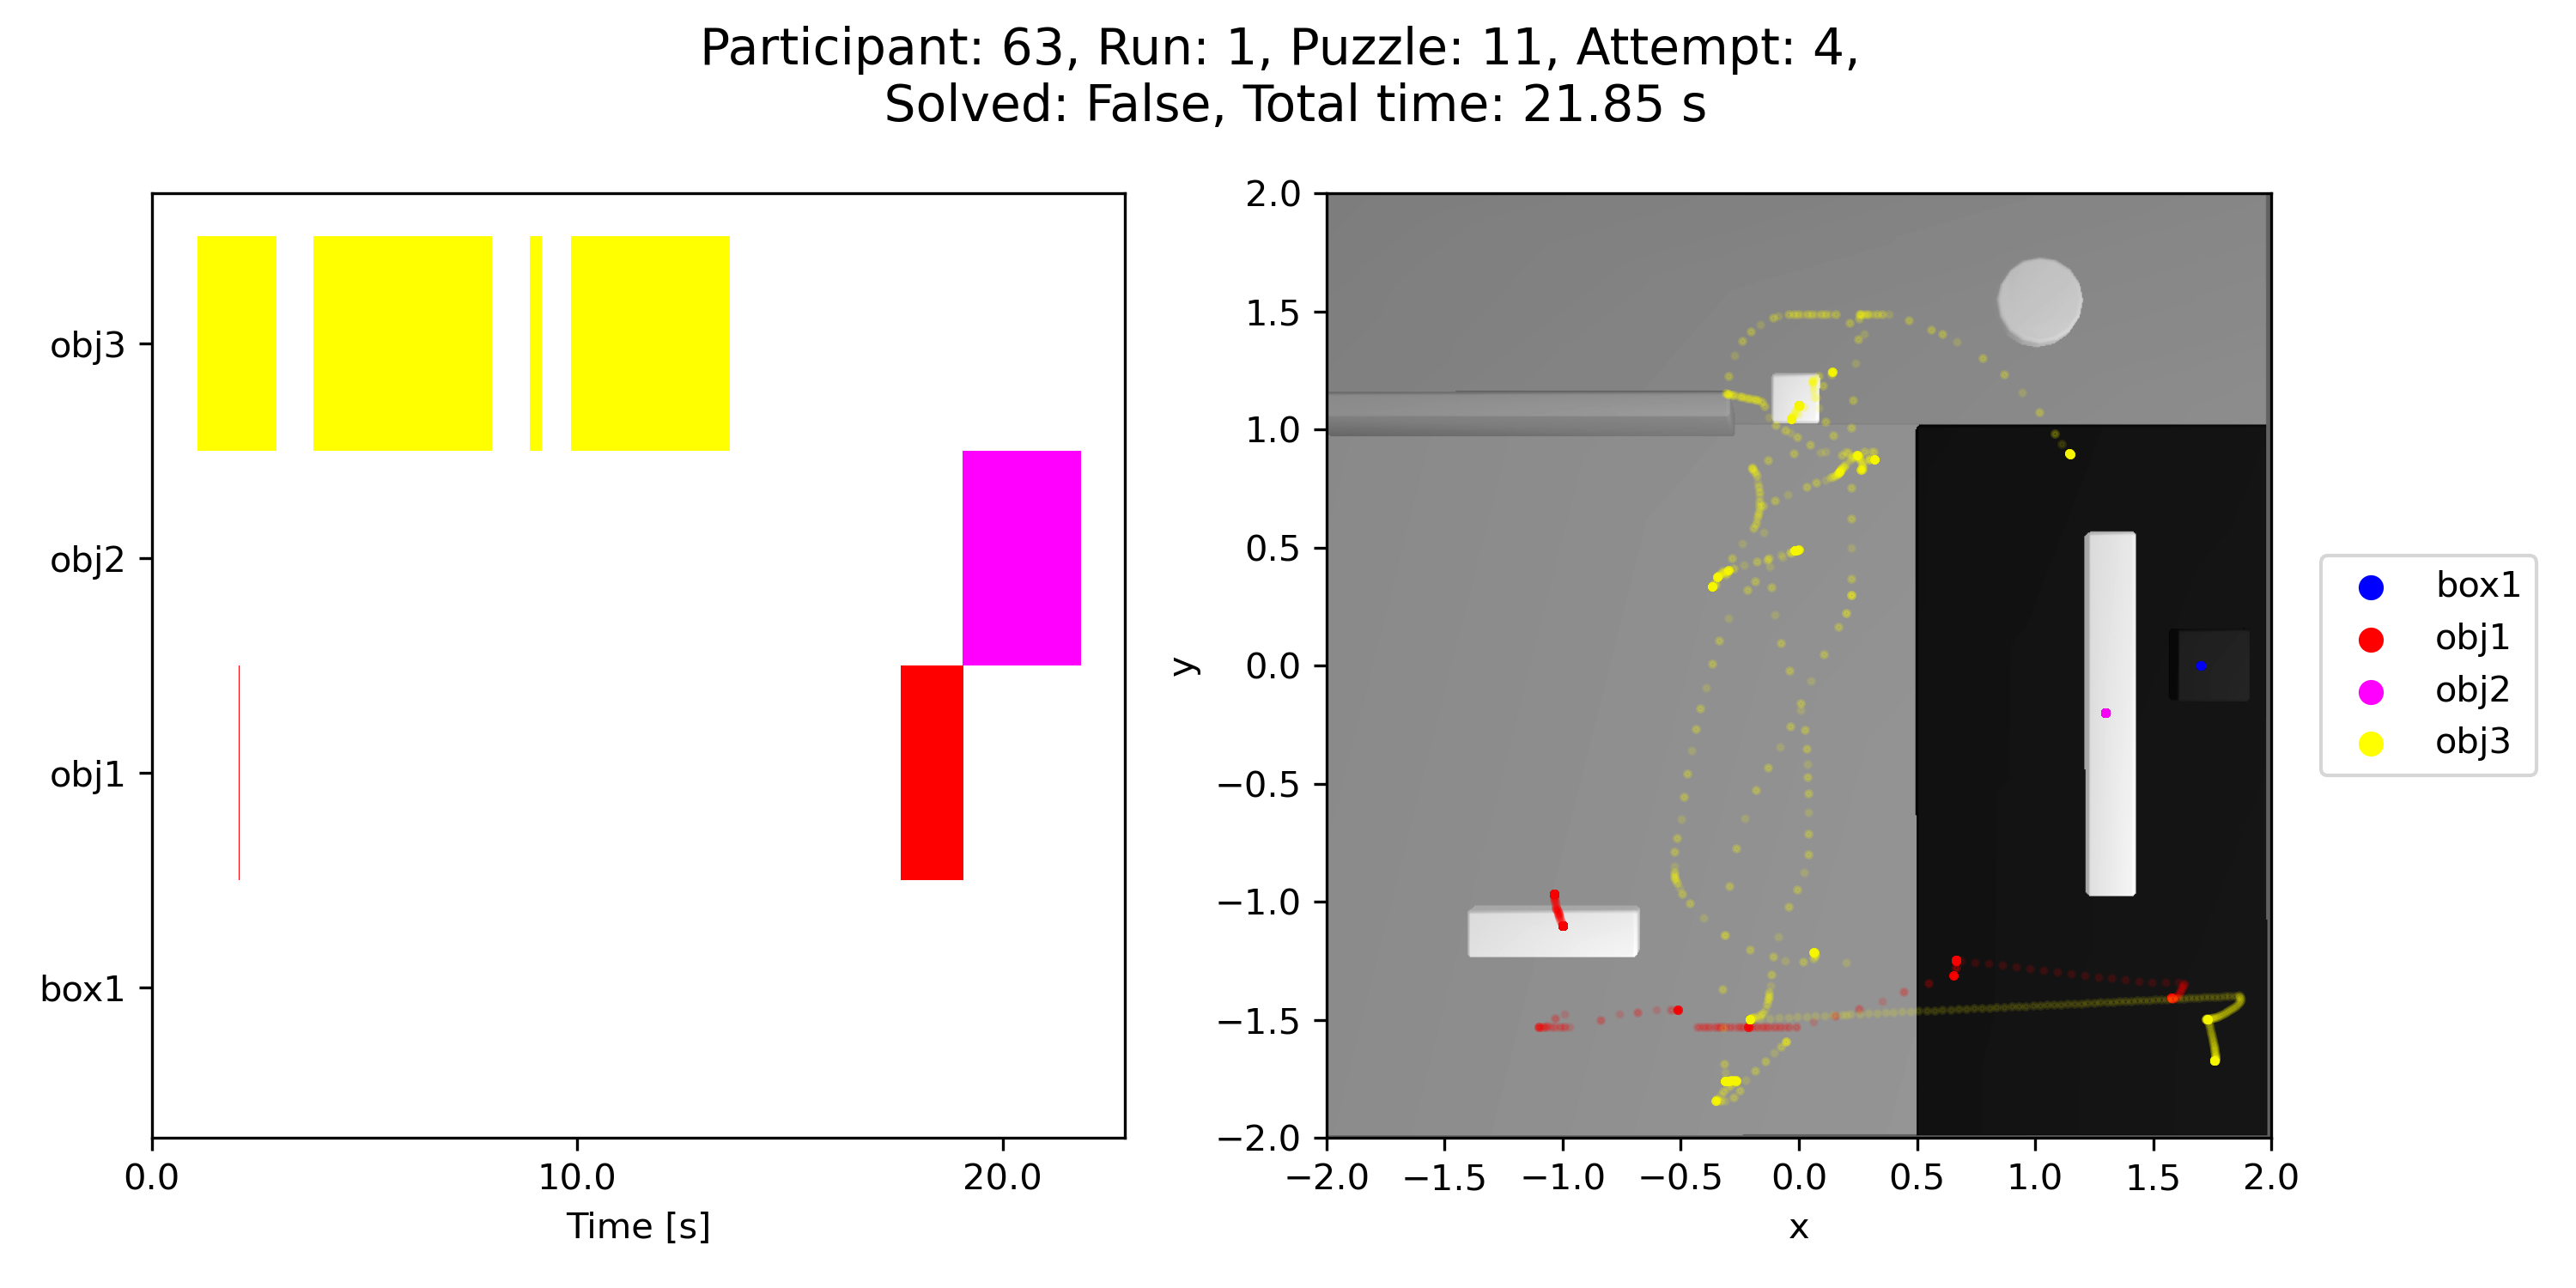 Participant: 63, Run: 1, Puzzle: 11, Attempt: 4,
Solved: False, Total time: 21.85 s
obj3
obj2
obj1
box1
0.0 10.0 20.0
Time [s]
2.0
1.5
1.0
0.5
0.0
−0.5
−1.0
−1.5
−2.0
y
−2.0 −1.5 −1.0 −0.5 0.0 0.5 1.0 1.5 2.0
x
box1
obj1
obj2
obj3